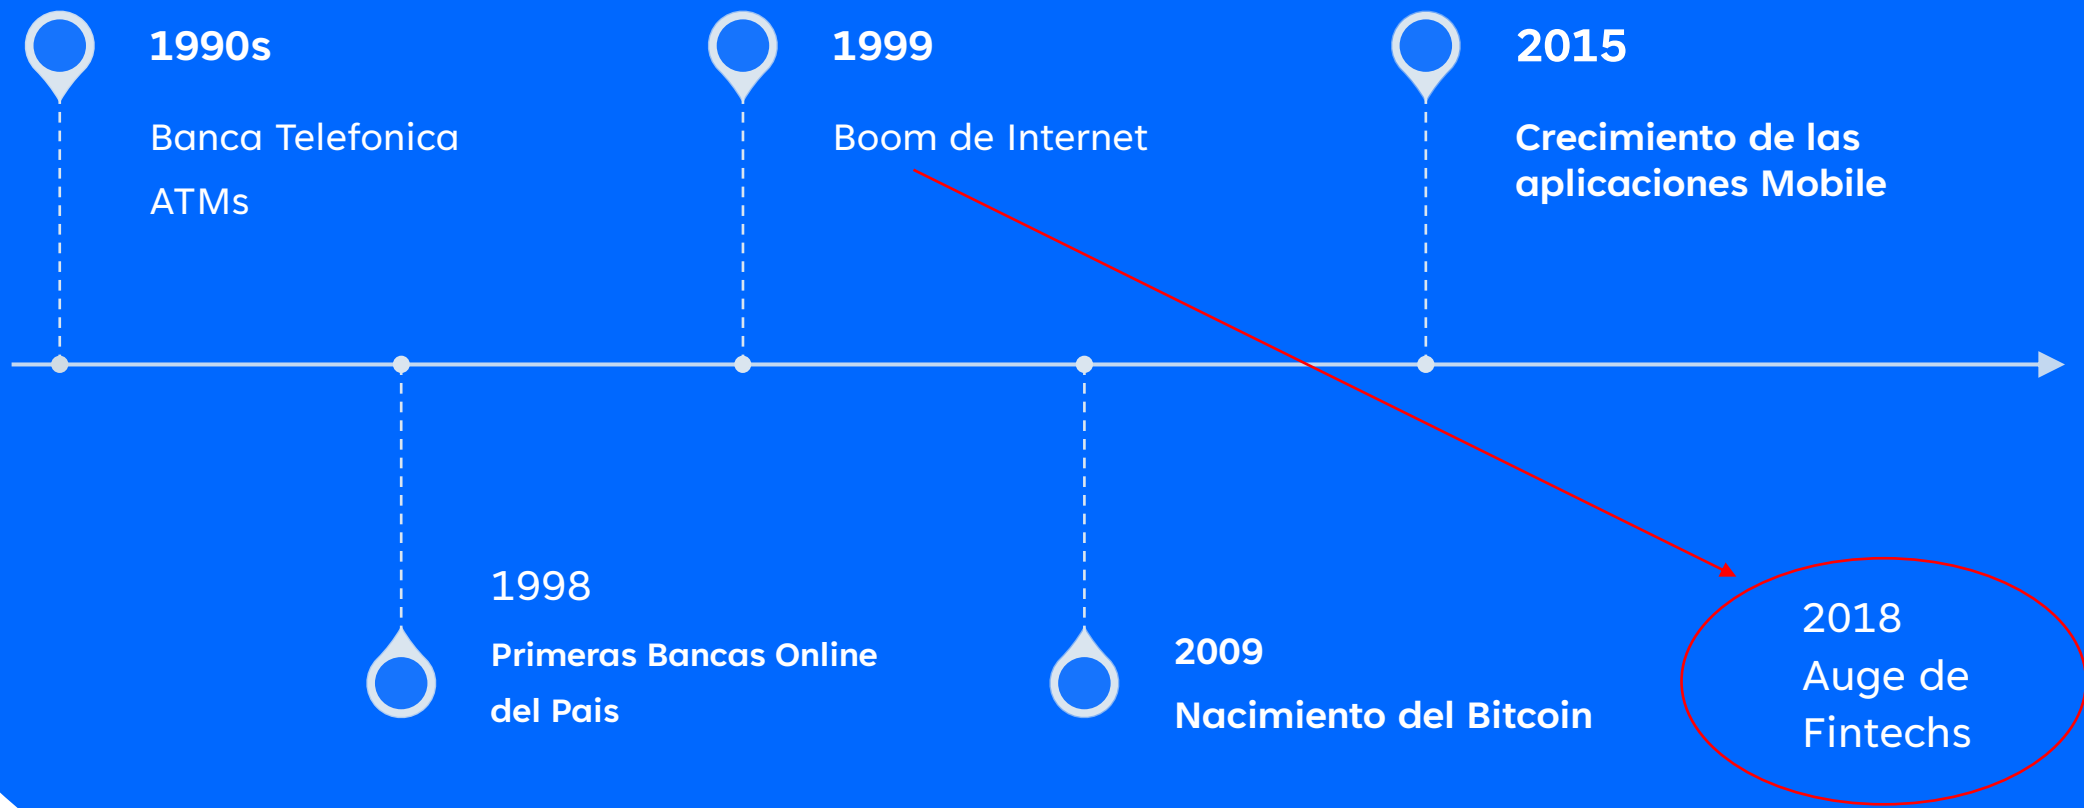 1990s
Banca Telefonica
ATMs
1999
Boom de Internet
2015
Crecimiento de las
aplicaciones Mobile
1998
Primeras Bancas Online
del Pais
2009
Nacimiento del Bitcoin
2018
Auge de
Fintechs